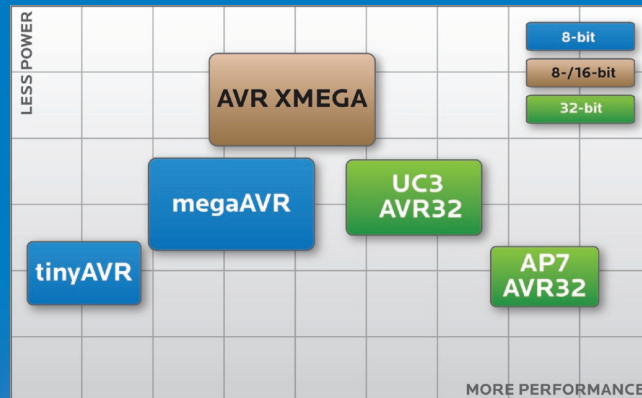 LESS POWER
8-bit
8-/16-bit
32-bit
AVR XMEGA
megaAVR
UC3
AVR32
tinyAVR
AP7
AVR32
MORE PERFORMANCE